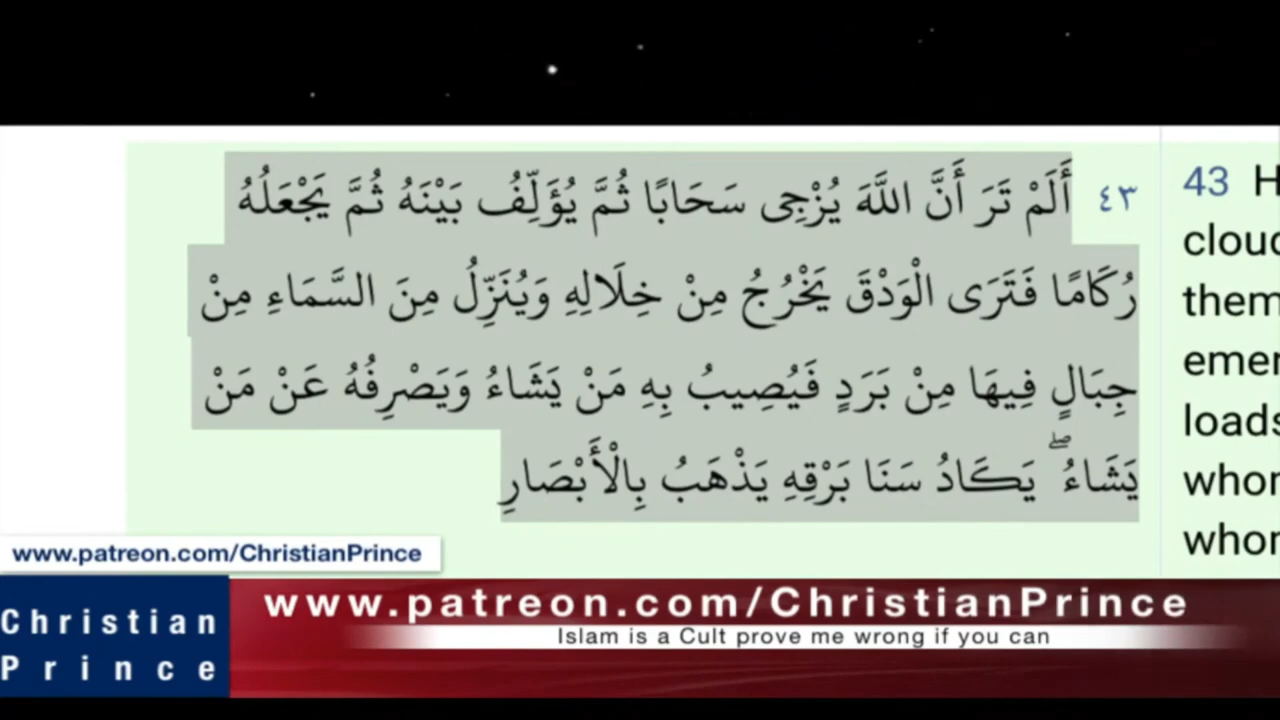 ٤٣ أَلَمْ تَرَ أَنَّ اللَّهَ يُزْجِى سَحَابًا ثُمَّ يُؤَلِّفُ بَيْنَهُ ثُمَّ يَجْعَلُهُ
رُكَامًا فَتَرَى الْوَدْقَ يَخْرُجُ مِنْ خِلَالِهِ وَيُنَزِّلُ مِنَ السَّمَاءِ مِنْ
جِبَالٍ فِيهَا مِنْ بَرَدٍ فَيُصِيبُ بِهِ مَنْ يَشَاءُ وَيَصْرِفُهُ عَنْ مَنْ
يَشَاءُ ۖ يَكَادُ سَنَا بَرْقِهِ يَذْهَبُ بِالْأَبْصَارِ
43
them
www.patreon.com/ChristianPrince
Christian
Prince
www.patreon.com/ChristianPrince
Islam is a Cult prove me wrong if you can